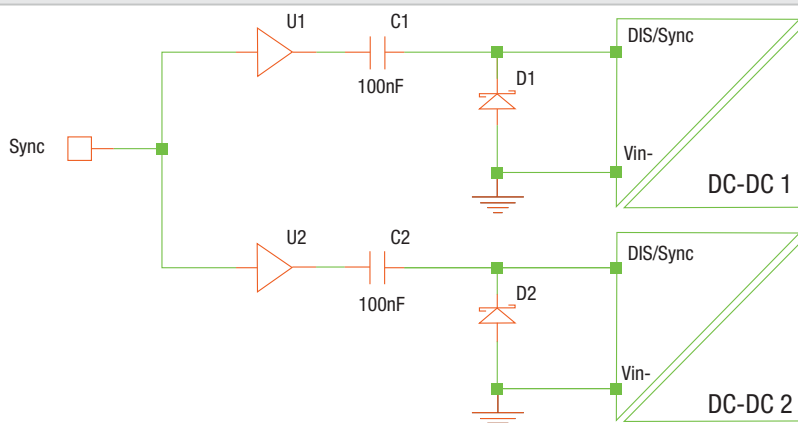 U1
C1
DIS/Sync
100nF
D1
Sync
Vin-
DC-DC 1
U2
C2
DIS/Sync
100nF
D2
Vin-
DC-DC 2